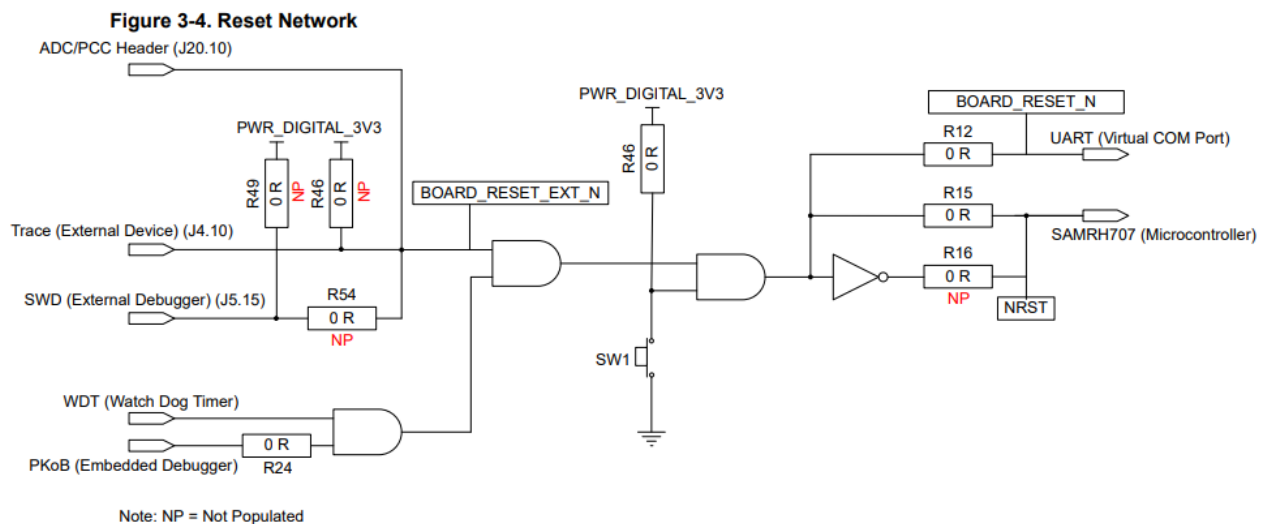 Figure 3-4. Reset Network
ADC/PCC Header (J20.10)
PWR_DIGITAL_3V3
BOARD_RESET_N
PWR_DIGITAL_3V3
R12
0 R
UART (Virtual COM Port)
R46
0 R
R49
0 R
NP
R46
0 R
NP
BOARD_RESET_EXT_N
R15
0 R
Trace (External Device) (J4.10)
SAMRH707 (Microcontroller)
R16
0 R
NP
NRST
SWD (External Debugger) (J5.15)
R54
0 R
NP
SW1
WDT (Watch Dog Timer)
0 R
R24
PKoB (Embedded Debugger)
Note: NP = Not Populated